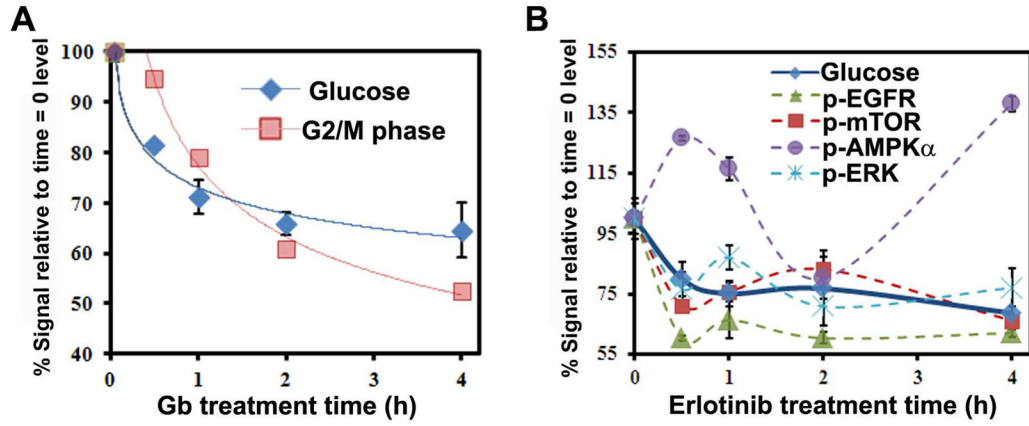 A
% Signal relative to time = 0 level
100
90
80
70
60
50
40
Glucose
G2/M phase
0
1
2
3
4
Gb treatment time (h)
B
% Signal relative to time = 0 level
155
135
115
95
75
55
Glucose
p-EGFR
p-mTOR
p-AMPKα
p-ERK
0
1
2
3
4
Erlotinib treatment time (h)